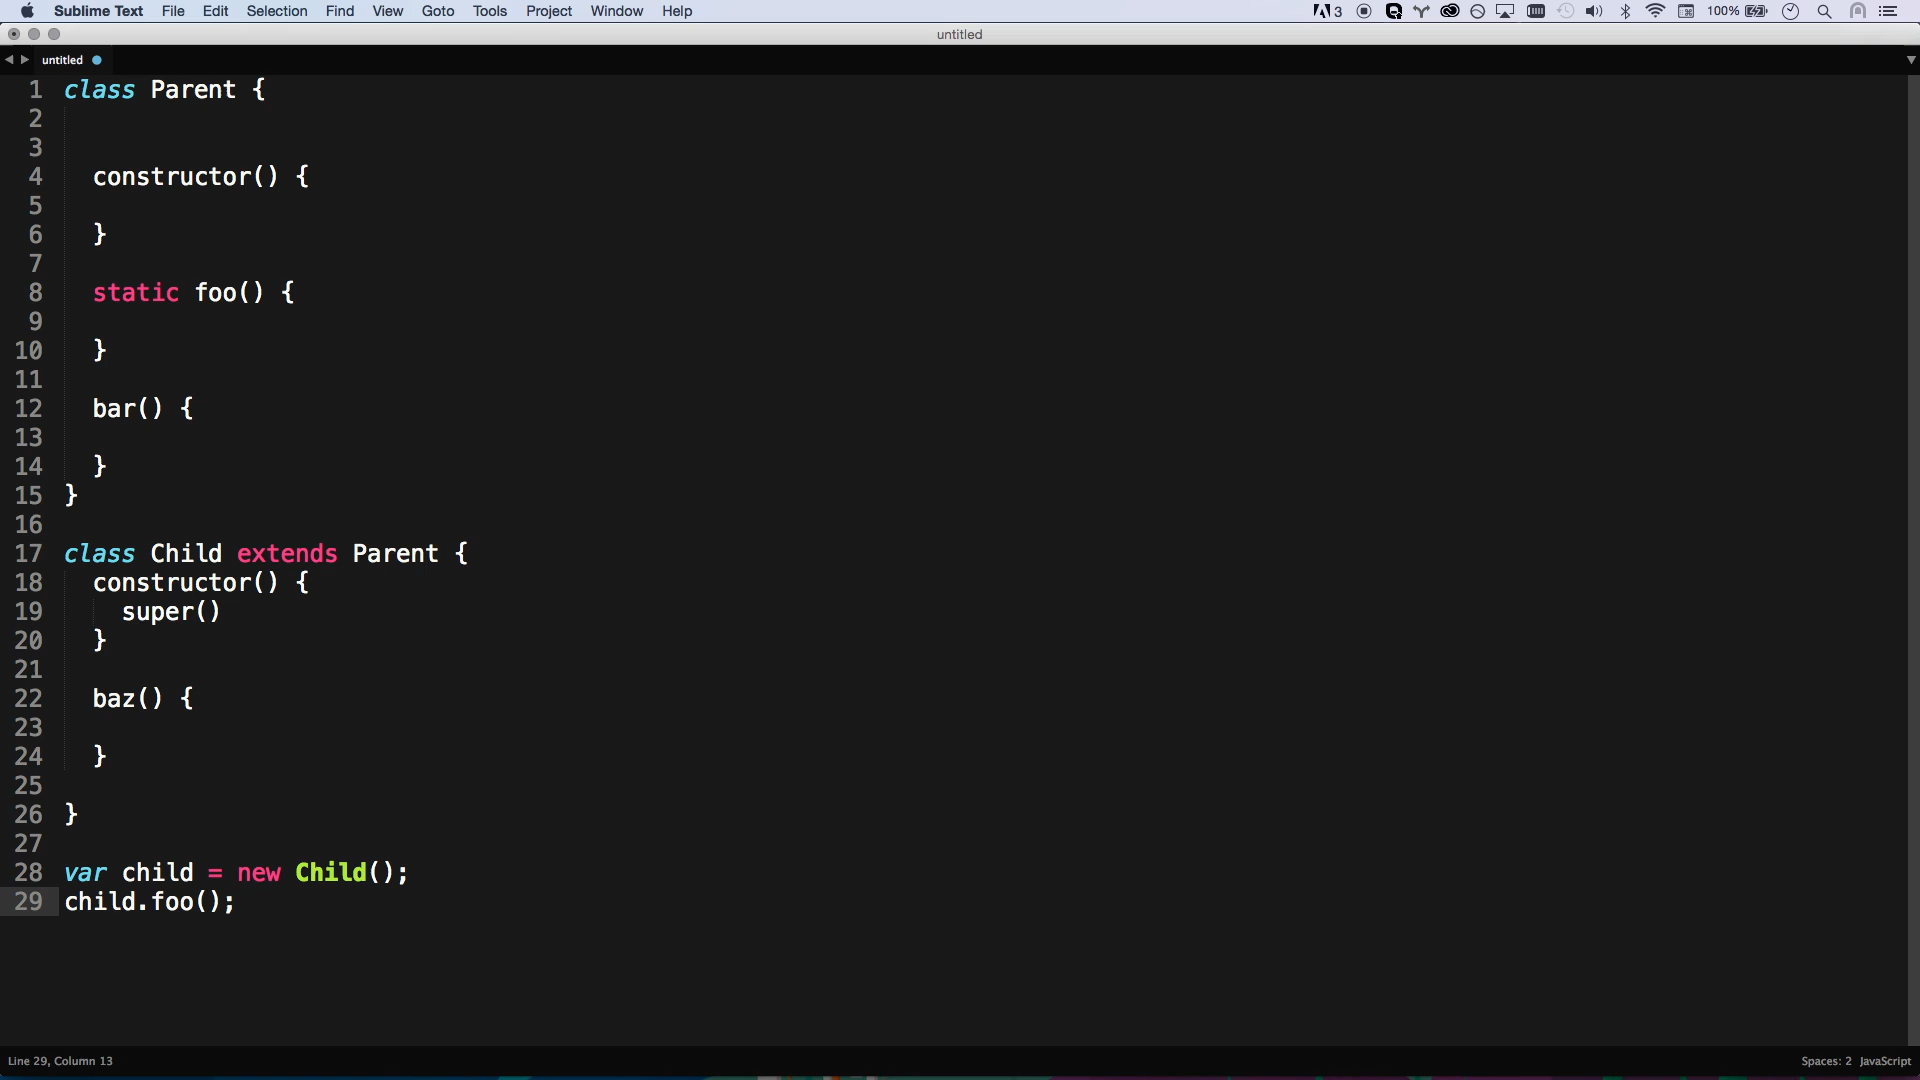 Sublime Text File Edit Selection Find View Goto Tools Project Window Help 3 100%
untitled
untitled
1 class Parent {
2
3
4 constructor() {
5
6 }
7
8 static foo() {
9
10 }
11
12 bar() {
13
14 }
15 }
16
17 class Child extends Parent {
18 constructor() {
19 super()
20 }
21
22 baz() {
23
24 }
25
26 }
27
28 var child = new Child();
29 child.foo();
Line 29, Column 13 Spaces: 2 JavaScript